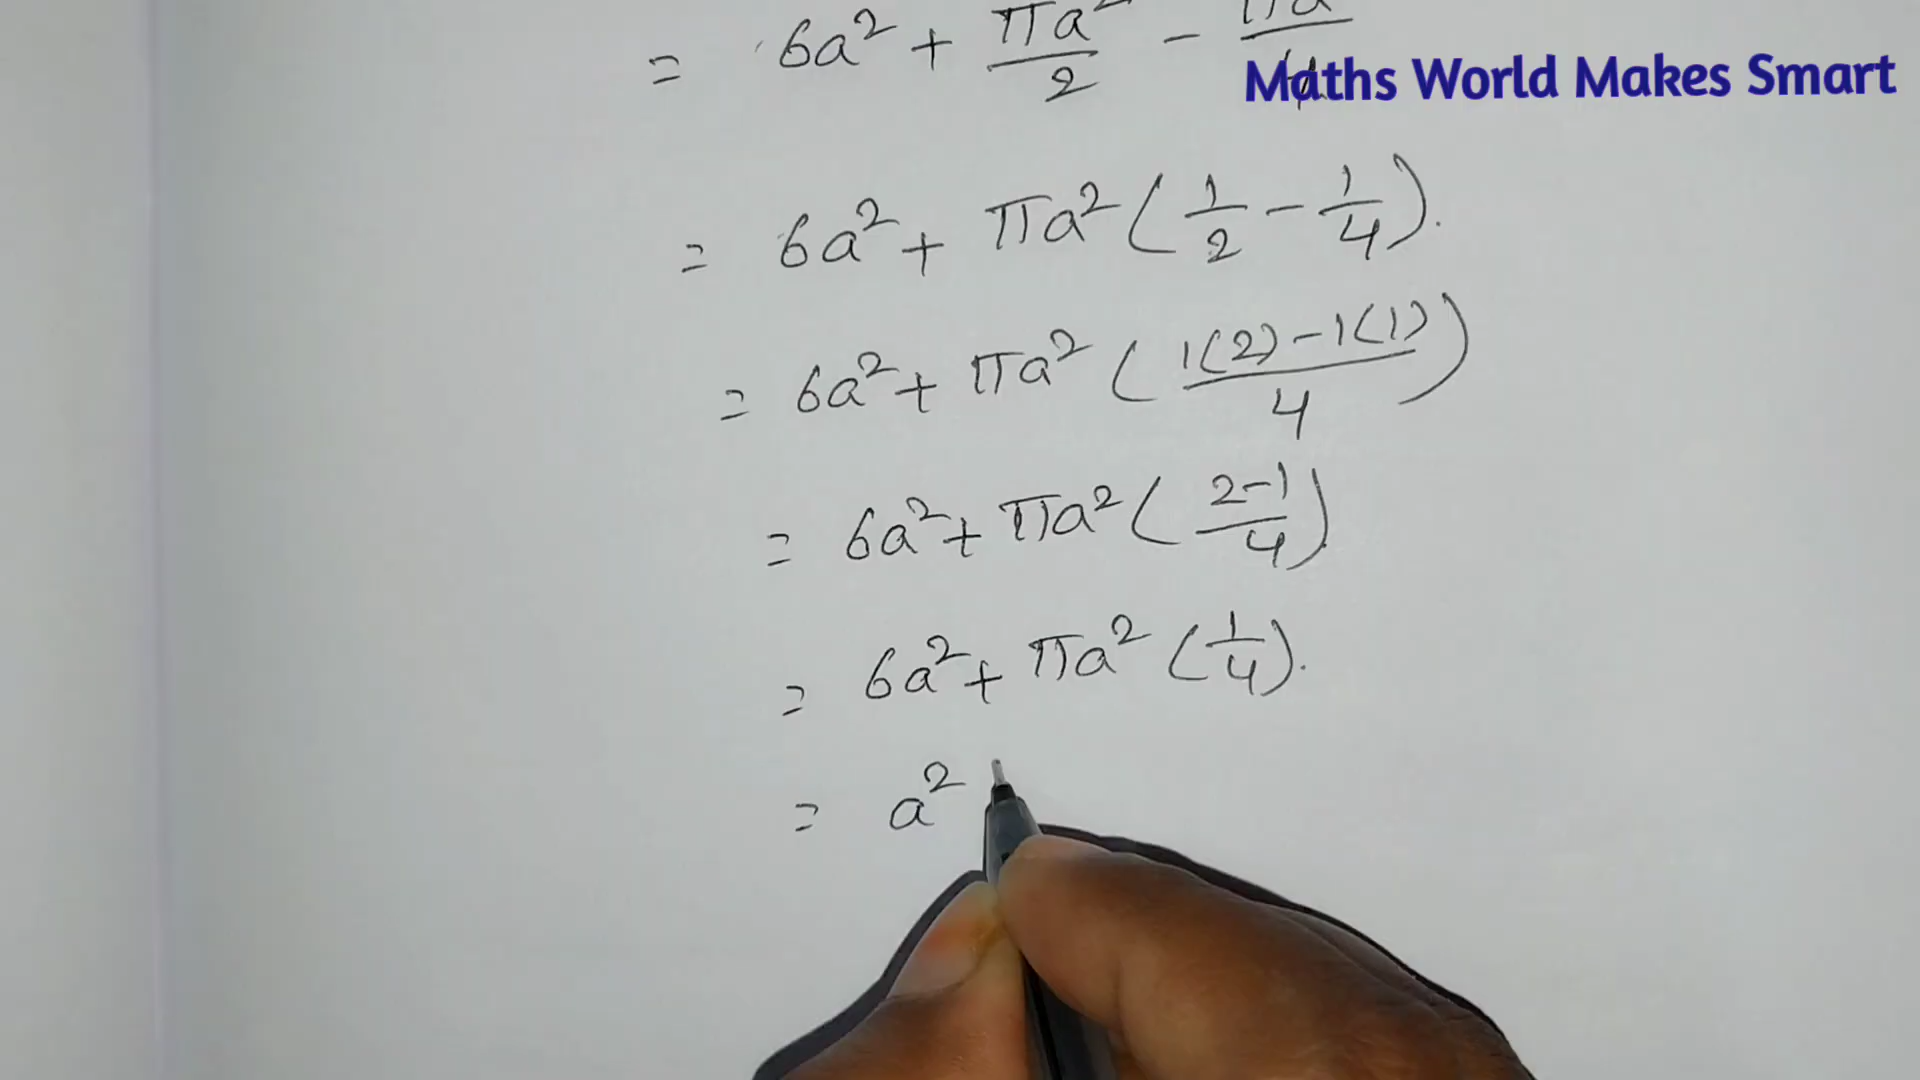 = 6a² + πa²/2 - πa
Maths World Makes Smart
= 6a² + πa² (1/2 - 1/4).
= 6a² + πa² (1(2) - 1(1)/4)
= 6a² + πa² (2-1/4)
= 6a² + πa² (1/4).
= a²